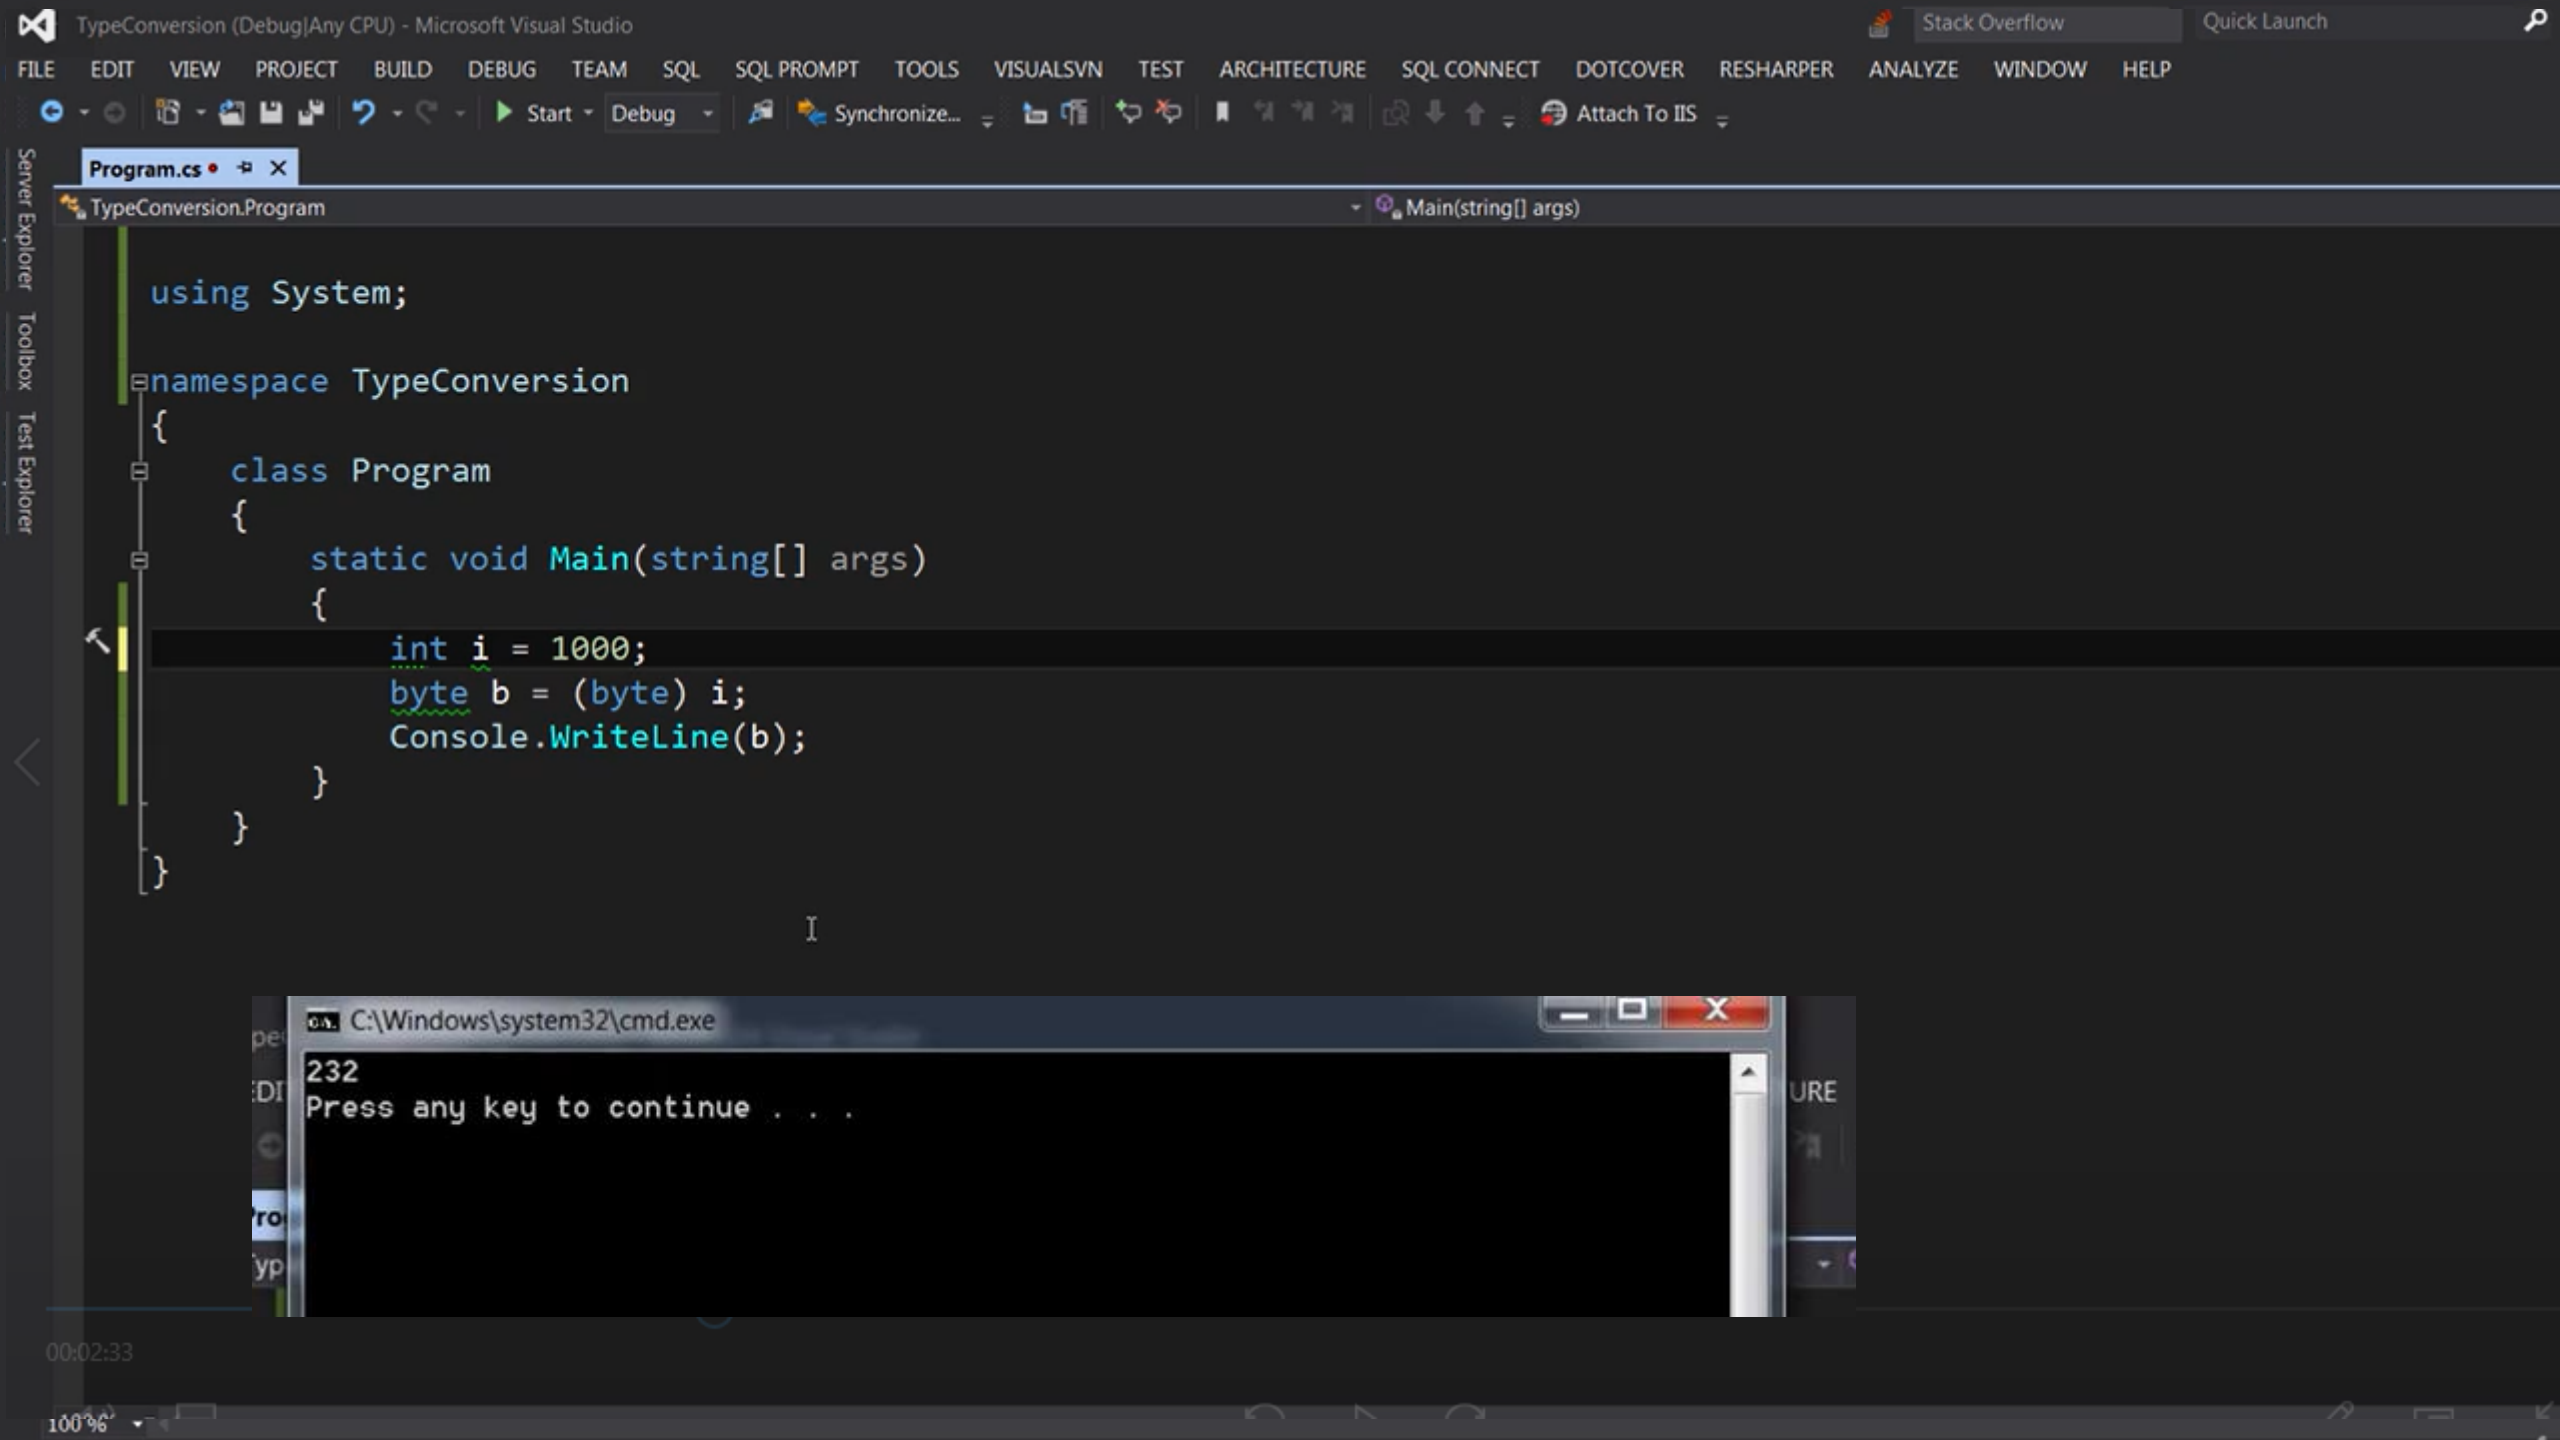 TypeConversion (Debug|Any CPU) - Microsoft Visual Studio
Stack Overflow
Quick Launch
FILE EDIT VIEW PROJECT BUILD DEBUG TEAM SQL SQL PROMPT TOOLS VISUALSVN TEST ARCHITECTURE SQL CONNECT DOTCOVER RESHARPER ANALYZE WINDOW HELP
Start Debug Synchronize... Attach To IIS
Server Explorer
Toolbox
Test Explorer
Program.cs
TypeConversion.Program
Main(string[] args)
using System;
namespace TypeConversion
{
class Program
{
static void Main(string[] args)
{
int i = 1000;
byte b = (byte) i;
Console.WriteLine(b);
}
}
}
C:\Windows\system32\cmd.exe
232
Press any key to continue . . .
URE
00:02:33
100 %